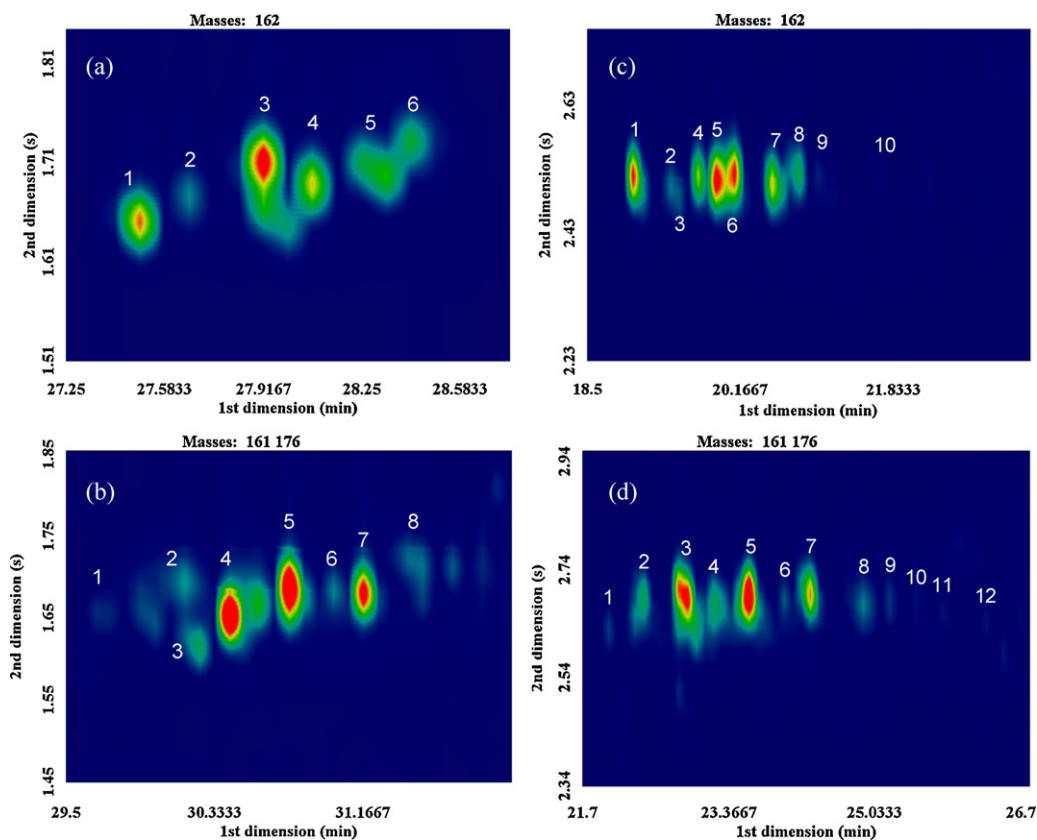 Masses: 162
(a)
1 2 3 4 5 6
1.81
1.71
1.61
1.51
2nd dimension (s)
27.25 27.5833 27.9167 28.25 28.5833
1st dimension (min)
Masses: 162
(c)
1 2 3 4 5 6 7 8 9 10
2.63
2.43
2.23
2nd dimension (s)
18.5 20.1667 21.8333
1st dimension (min)
Masses: 161 176
(b)
1 2 3 4 5 6 7 8
1.85
1.75
1.65
1.55
1.45
2nd dimension (s)
29.5 30.3333 31.1667
1st dimension (min)
Masses: 161 176
(d)
1 2 3 4 5 6 7 8 9 10 11 12
2.94
2.74
2.54
2.34
2nd dimension (s)
21.7 23.3667 25.0333 26.7
1st dimension (min)